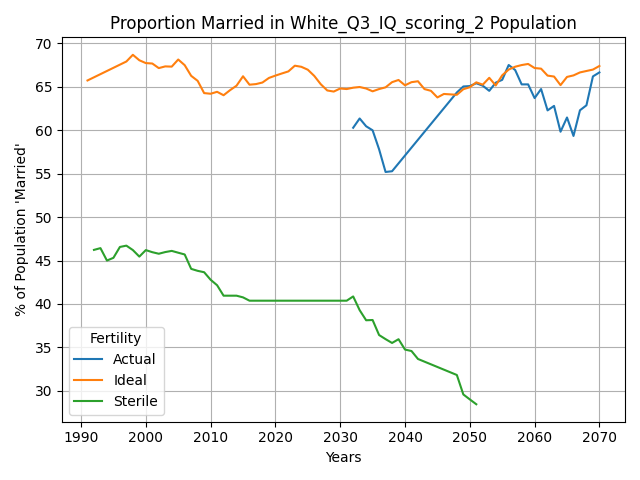 Proportion Married in White_Q3_IQ_scoring_2 Population
% of Population 'Married'
70
65
60
55
50
45
40
35
30
Fertility
Actual
Ideal
Sterile
1990 2000 2010 2020 2030 2040 2050 2060 2070
Years